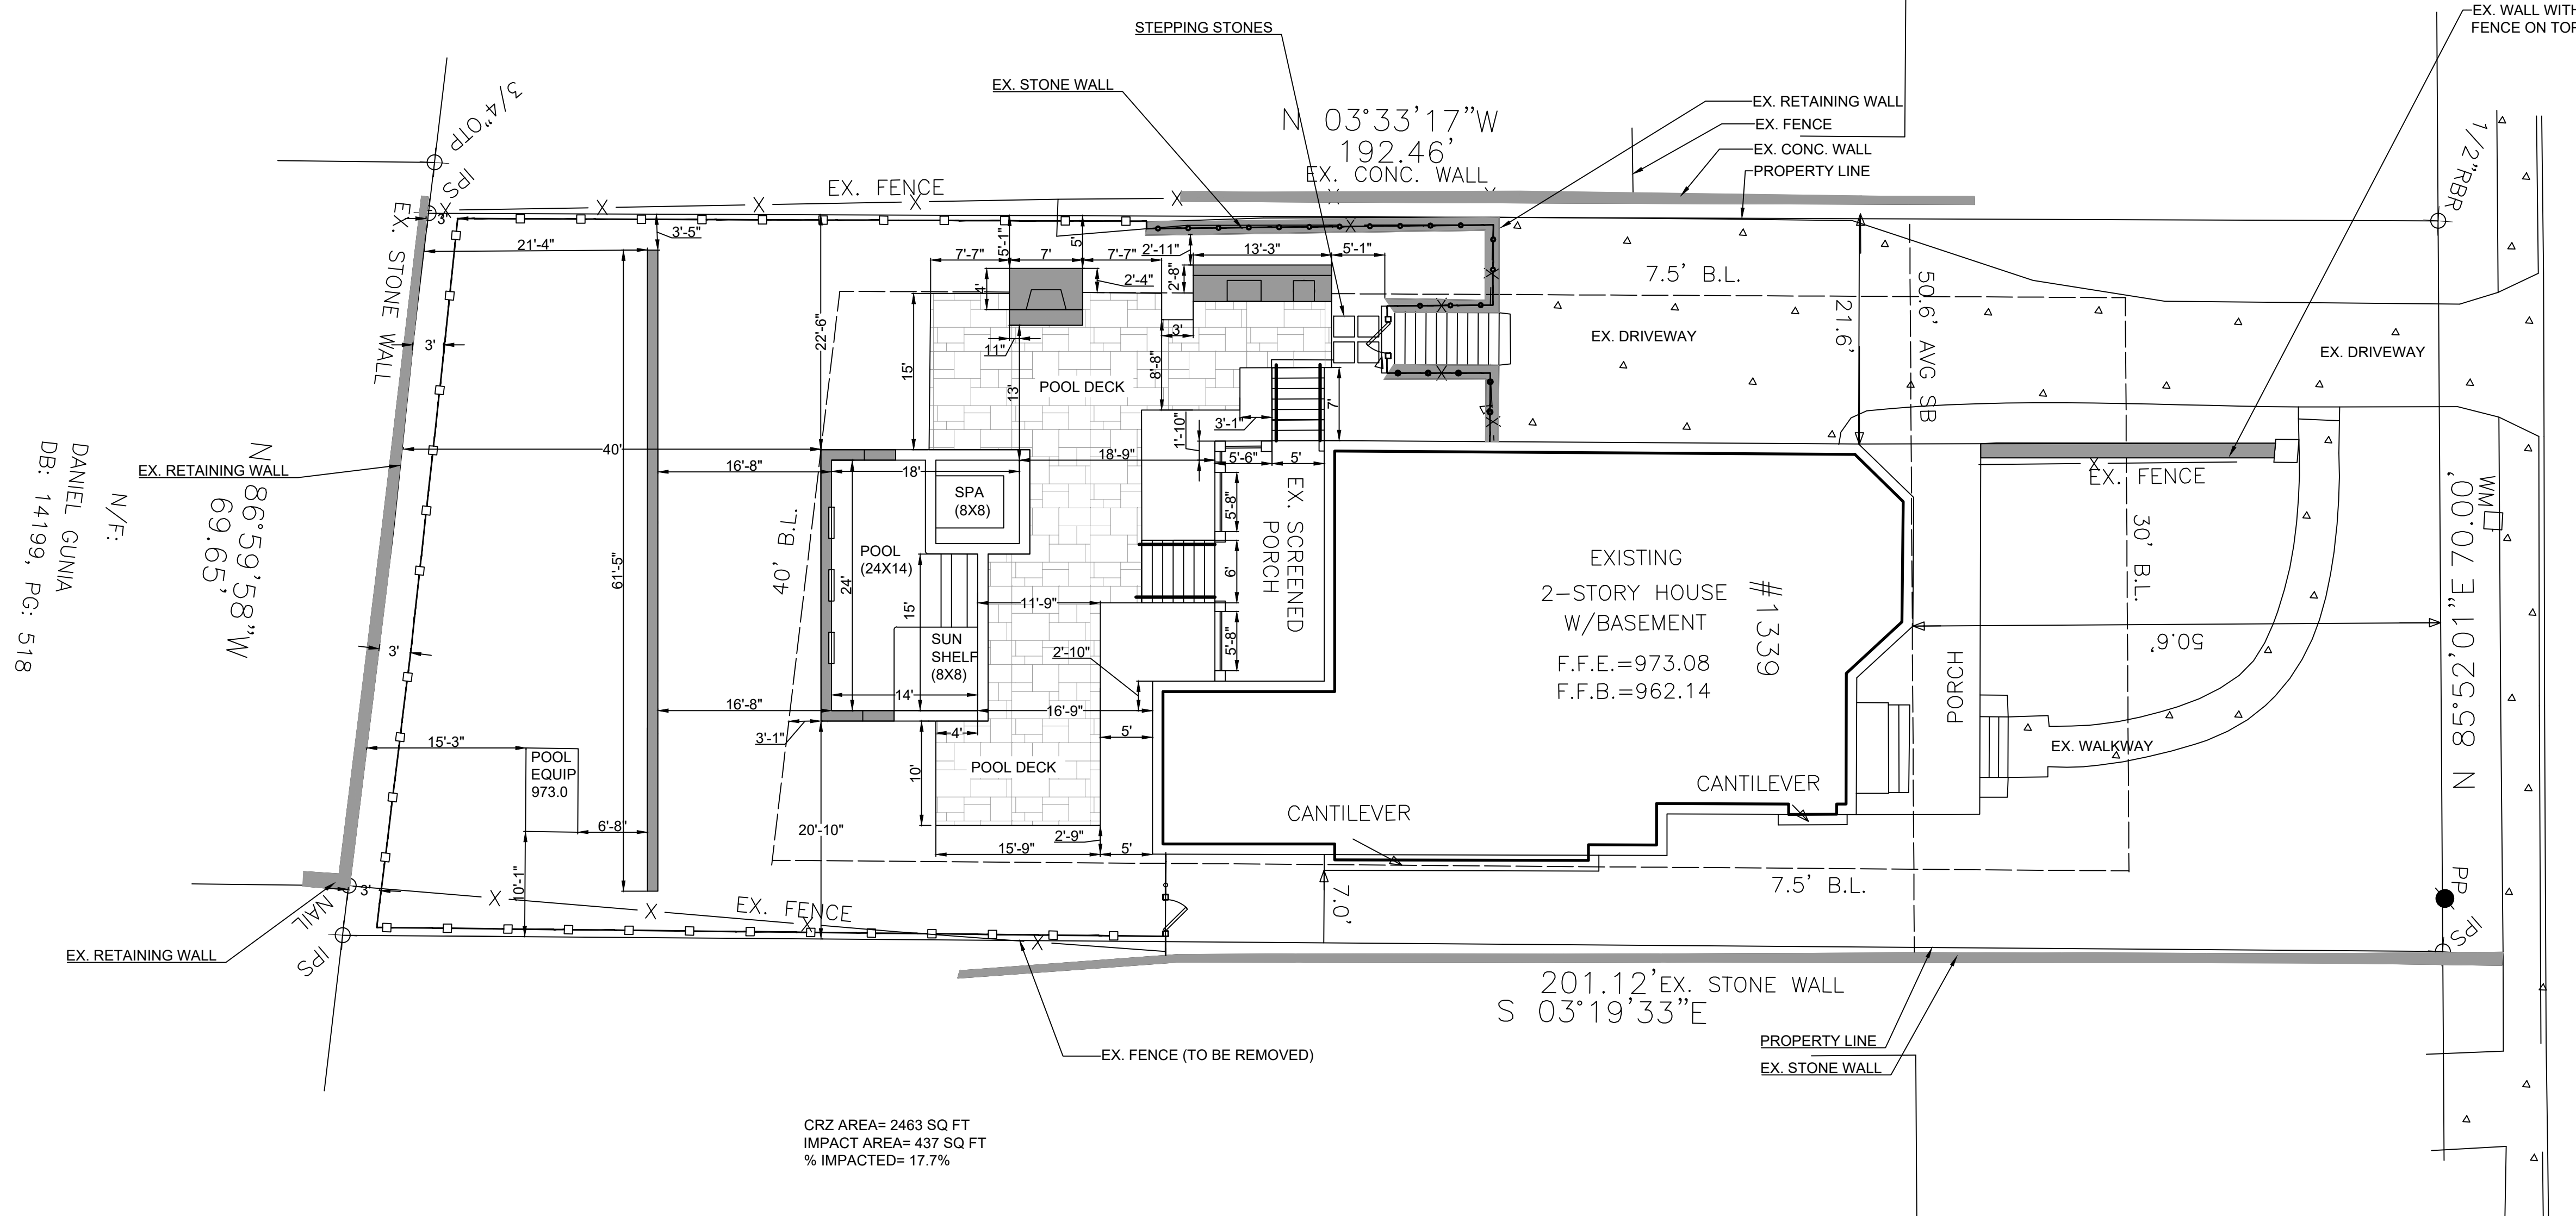 EX. WALL WITH
FENCE ON TOP
STEPPING STONES
EX. STONE WALL
N 03°33'17"W
192.46'
EX. CONC. WALL
EX. RETAINING WALL
EX. FENCE
EX. CONC. WALL
PROPERTY LINE
3/4"OTP
IPS
1/2"RBR
EX. FENCE
EX. STONE WALL
3'
21'-4"
3'-5"
7'-7"
5'-1"
7'
5'
7'-7"
2'-11"
2'-8"
13'-3"
5'-1"
4'
2'-4"
7.5' B.L.
50.6' AVG SB
21.6'
EX. DRIVEWAY
EX. DRIVEWAY
3'
22'-6"
15'
11"
13'
3'
8'-8"
POOL DECK
7'
3'-1"
1'-10"
40'
16'-8"
18'
18'-9"
5'-6"
5'
EX. RETAINING WALL
N 86°59'58"W
69.65'
N/F:
DANIEL GUNIA
DB: 14199, PG: 518
SPA
(8X8)
5'-8"
EX. SCREENED
PORCH
EX. FENCE
WM
40' B.L.
61'-5"
POOL
(24X14)
24'
15'
6'
11'-9"
5'-8"
SUN
SHELF
(8X8)
2'-10"
EXISTING
2-STORY HOUSE
W/BASEMENT
F.F.E.=973.08
F.F.B.=962.14
#1339
30' B.L.
50.6'
N 85°52'01"E 70.00'
3'
16'-8"
14'
16'-9"
3'-1"
4'
5'
15'-3"
POOL
EQUIP
973.0
10'
POOL DECK
PORCH
EX. WALKWAY
CANTILEVER
CANTILEVER
6'-8"
20'-10"
2'-9"
15'-9"
5'
10'-1"
3'
7.5' B.L.
7.0'
PP
IPS
NAIL
IPS
EX. FENCE
EX. RETAINING WALL
201.12'
EX. STONE WALL
S 03°19'33"E
EX. FENCE (TO BE REMOVED)
PROPERTY LINE
EX. STONE WALL
CRZ AREA= 2463 SQ FT
IMPACT AREA= 437 SQ FT
% IMPACTED= 17.7%